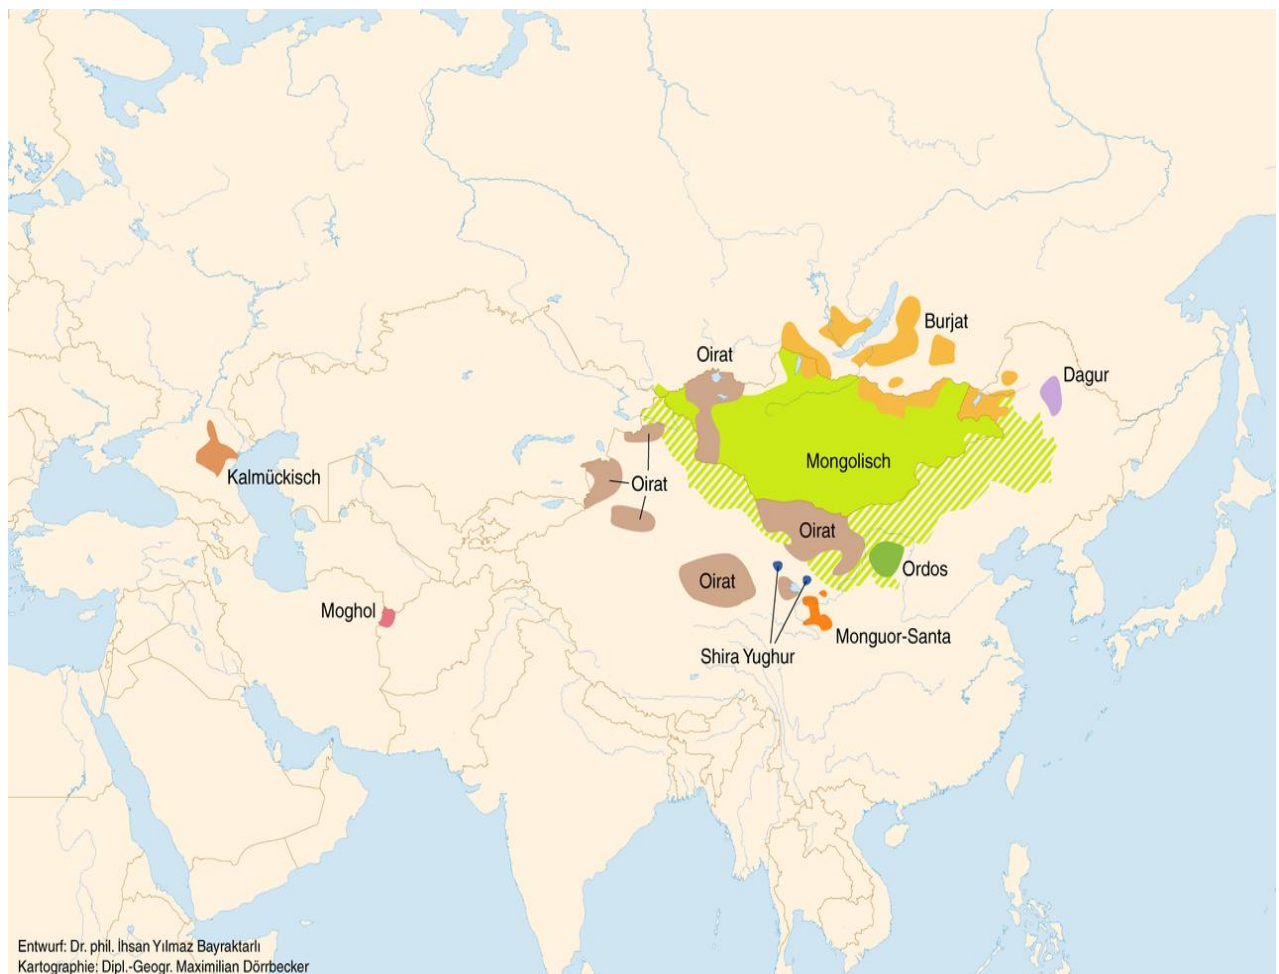 Burjat
Oirat
Dagur
Mongolisch
Kalmückisch
Oirat
Oirat
Ordos
Oirat
Moghol
Monguor-Santa
Shira Yughur
Entwurf: Dr. phil. İhsan Yılmaz Bayraktarlı
Kartographie: Dipl.-Geogr. Maximilian Dörrbecker